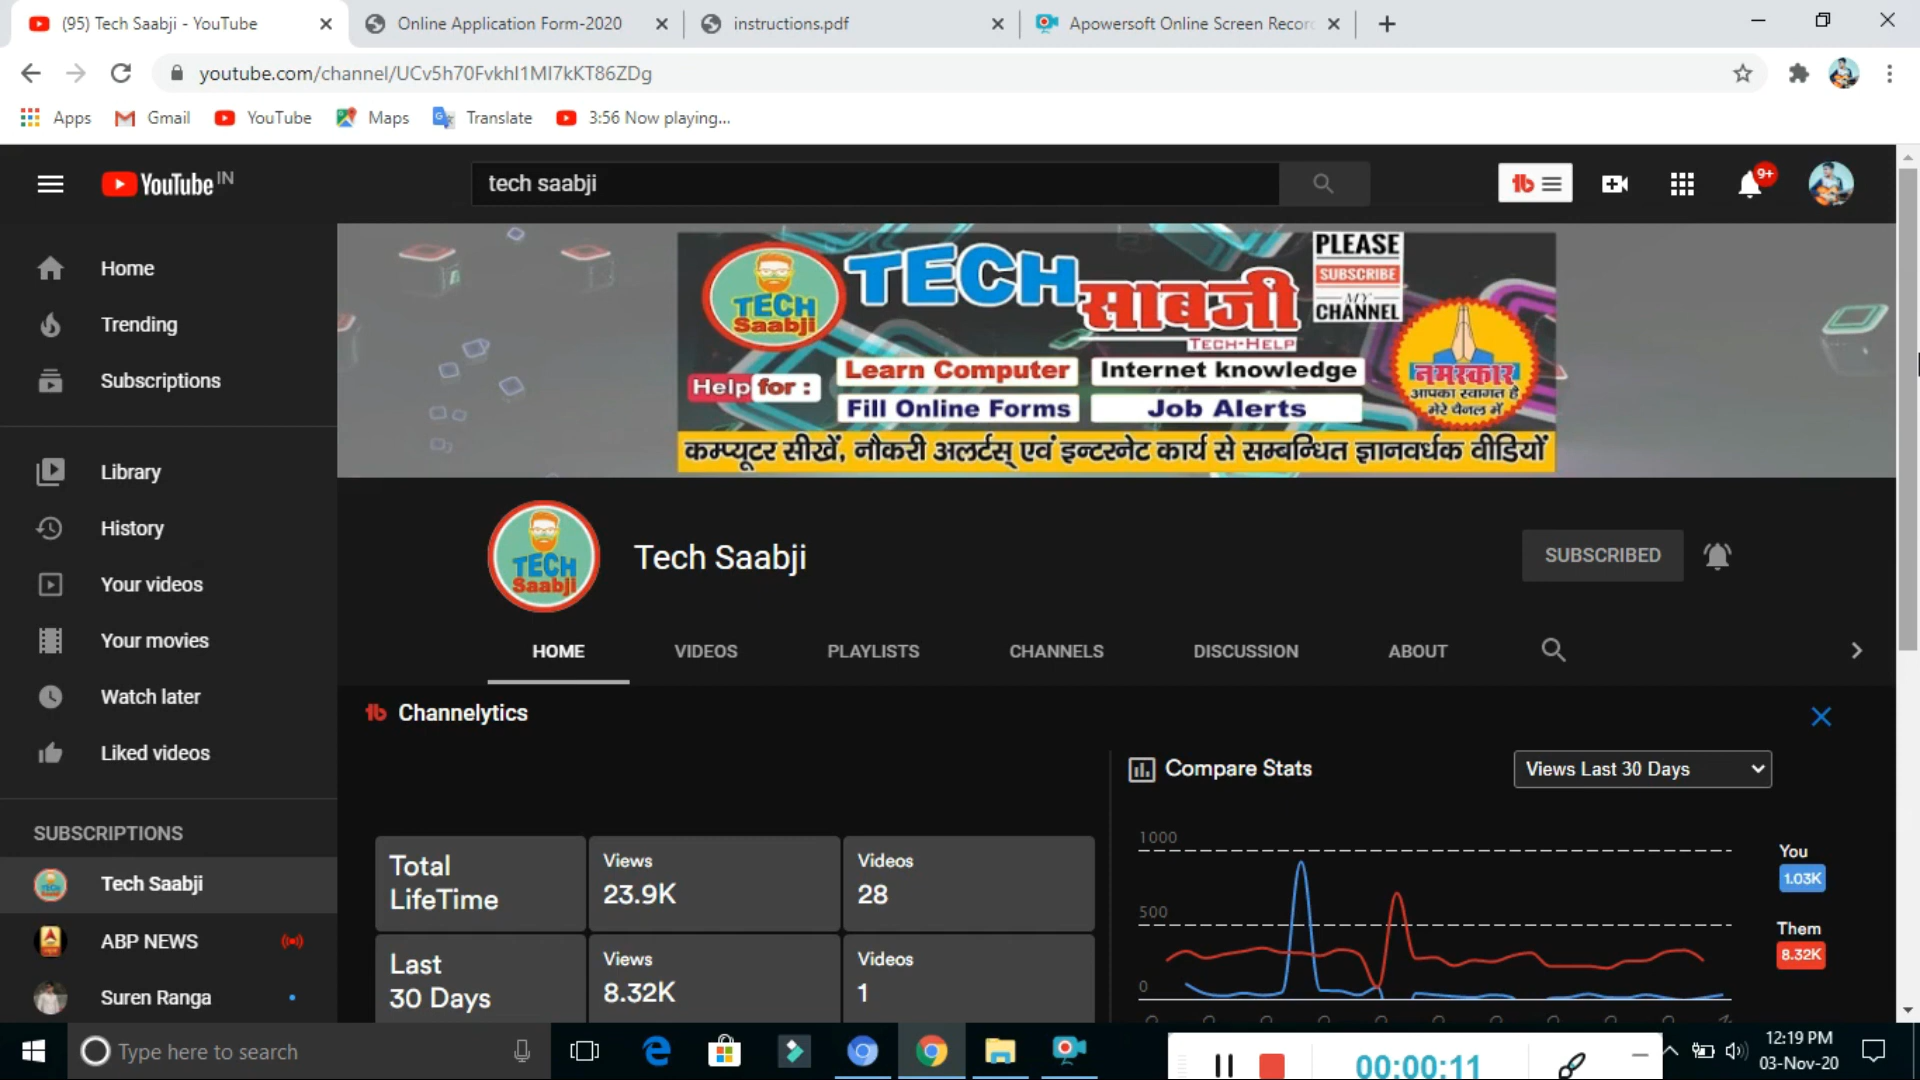 (95) Tech Saabji - YouTube
Online Application Form-2020
instructions.pdf
Apowersoft Online Screen Recor
youtube.com/channel/UCv5h70FvkhI1MI7kKT86ZDg
Apps
Gmail
YouTube
Maps
Translate
3:56 Now playing...
YouTube IN
tech saabji
9+
Home
Trending
Subscriptions
Library
History
Your videos
Your movies
Watch later
Liked videos
SUBSCRIPTIONS
Tech Saabji
ABP NEWS
Suren Ranga
TECH
Saabji
TECH
साबजी
TECH-HELP
PLEASE
SUBSCRIBE
MY
CHANNEL
Help for :
Learn Computer
Internet knowledge
Fill Online Forms
Job Alerts
नमस्कार
आपका स्वागत है
मेरे चैनल में
कम्प्यूटर सीखें, नौकरी अलर्टस् एवं इन्टरनेट कार्य से सम्बन्धित ज्ञानवर्धक वीडियों
TECH
Saabji
Tech Saabji
SUBSCRIBED
HOME
VIDEOS
PLAYLISTS
CHANNELS
DISCUSSION
ABOUT
Channelytics
Total
LifeTime
Views
23.9K
Videos
28
Last
30 Days
Views
8.32K
Videos
1
Compare Stats
Views Last 30 Days
1000
500
0
You
1.03K
Them
8.32K
Type here to search
00:00:11
12:19 PM
03-Nov-20